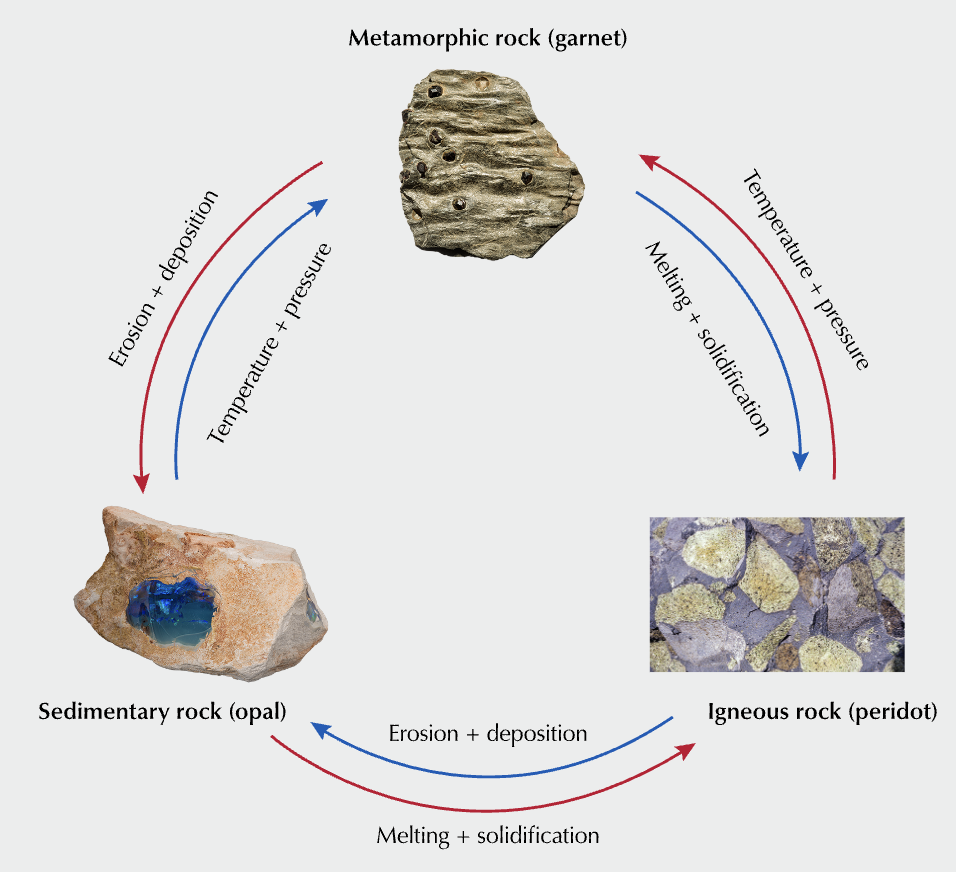 Metamorphic rock (garnet)
Erosion + deposition
Temperature + pressure
Temperature + pressure
Melting + solidification
Sedimentary rock (opal)
Igneous rock (peridot)
Erosion + deposition
Melting + solidification